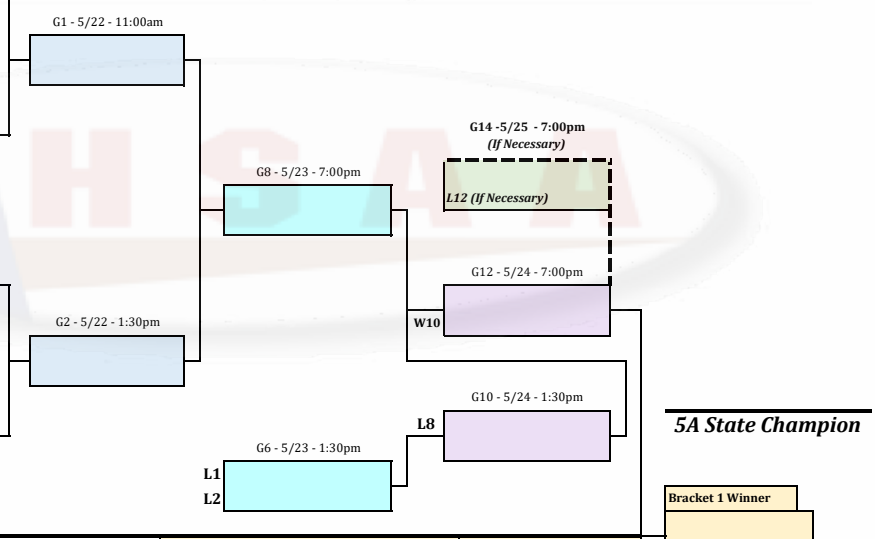 G1 - 5/22 - 11:00am
G14 -5/25 - 7:00pm
(If Necessary)
G8 - 5/23 - 7:00pm
L12 (If Necessary)
HSAA
G12 - 5/24 - 7:00pm
W10
G2 - 5/22 - 1:30pm
G10 - 5/24 - 1:30pm
L8
5A State Champion
G6 - 5/23 - 1:30pm
L1
L2
Bracket 1 Winner